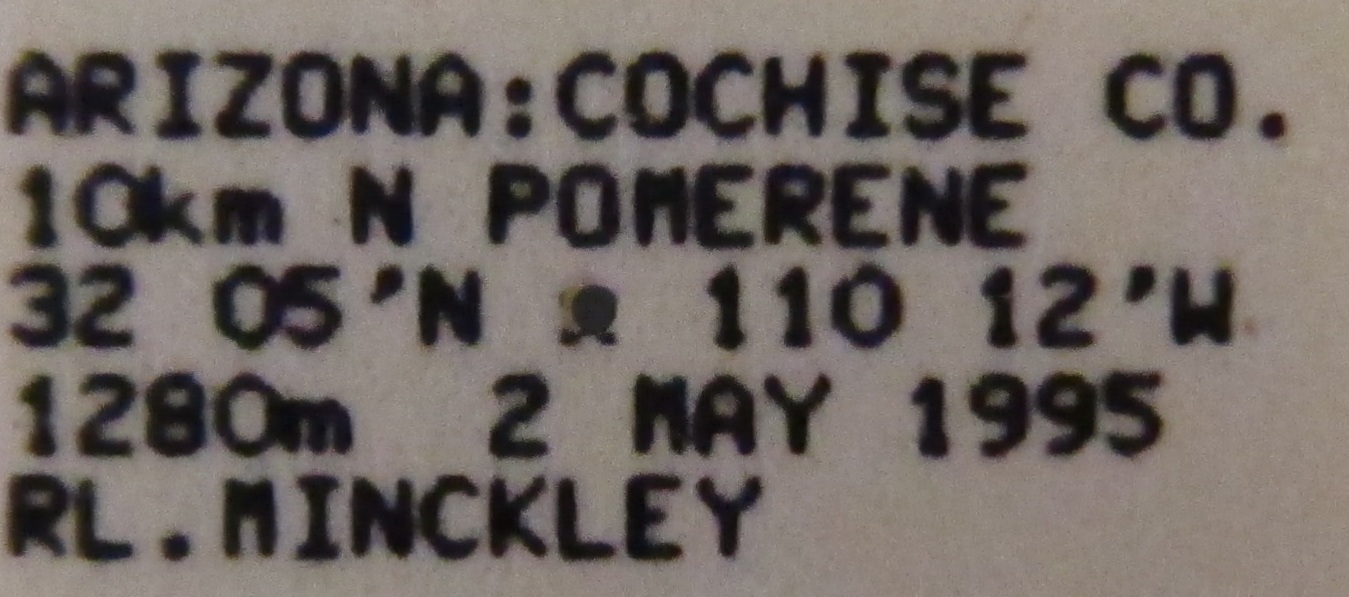 ARIZONA:COCHISE CO.
10km N POMERENE
32 05'N 110 12'W
1280m 2 MAY 1995
RL.MINCKLEY